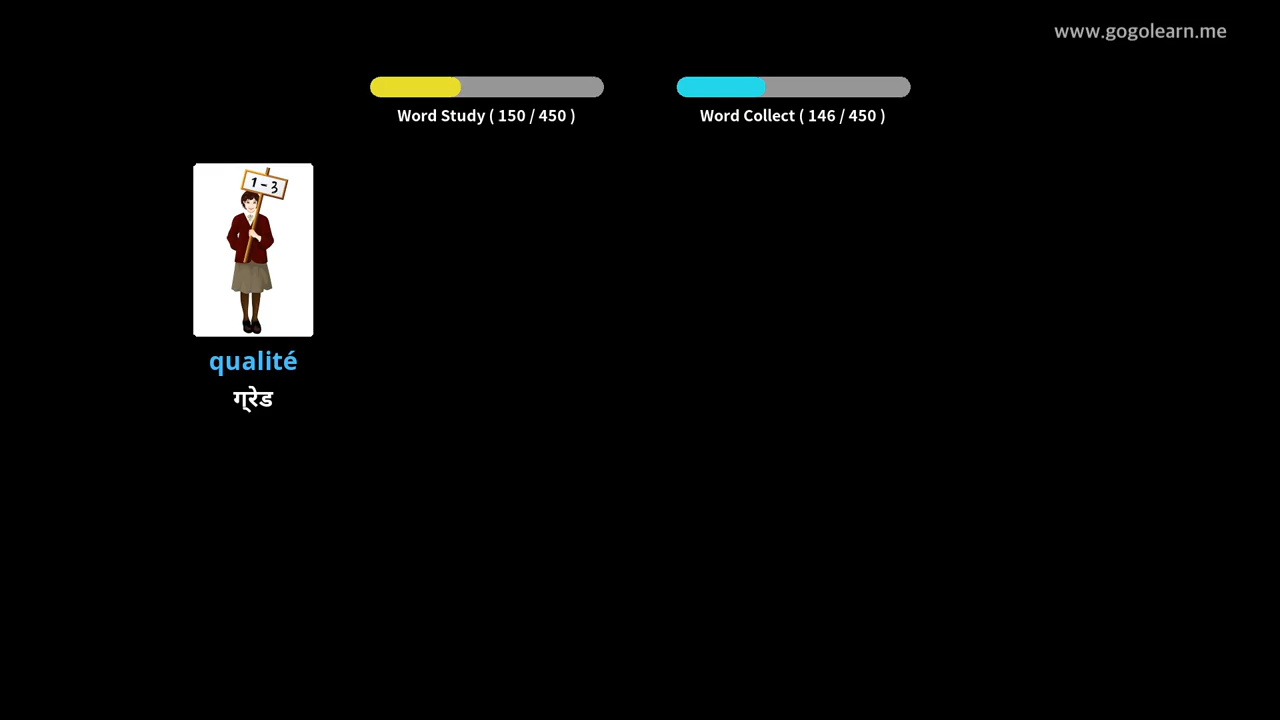 www.gogolearn.me
Word Study ( 150 / 450 )
Word Collect ( 146 / 450 )
1 - 3
qualité
ग्रेड